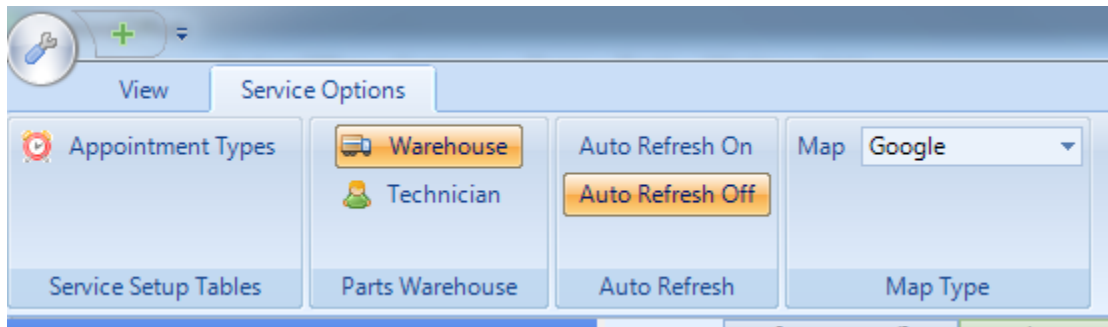 View
Service Options
Appointment Types
Warehouse
Technician
Service Setup Tables
Parts Warehouse
Auto Refresh On
Auto Refresh Off
Auto Refresh
Map Google
Map Type